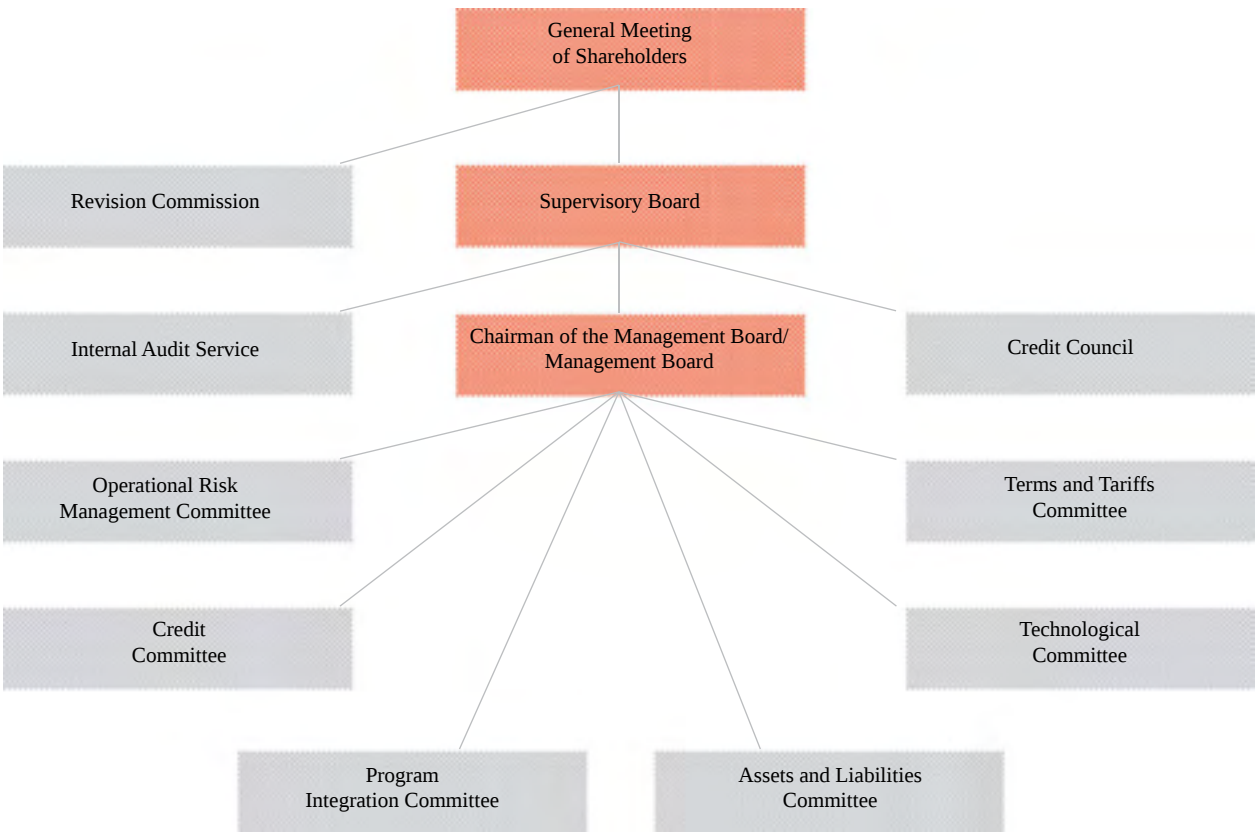 General Meeting
of Shareholders
Revision Commission
Supervisory Board
Internal Audit Service
Chairman of the Management Board/
Management Board
Credit Council
Operational Risk
Management Committee
Terms and Tariffs
Committee
Credit
Committee
Technological
Committee
Program
Integration Committee
Assets and Liabilities
Committee